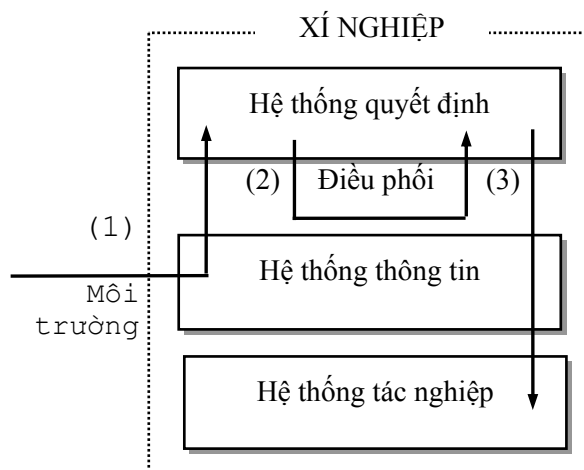 XÍ NGHIỆP
Hệ thống quyết định
(2) Điều phối (3)
(1)
Hệ thống thông tin
Môi
trường
Hệ thống tác nghiệp